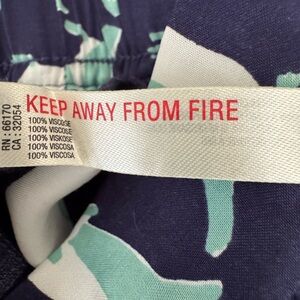 KEEP AWAY FROM FIRE
RN : 66170
CA : 32054
100% VISCOSE
100% VISCOSE
100% VISKOSE
100% VISCOSA
100% VISCOSA